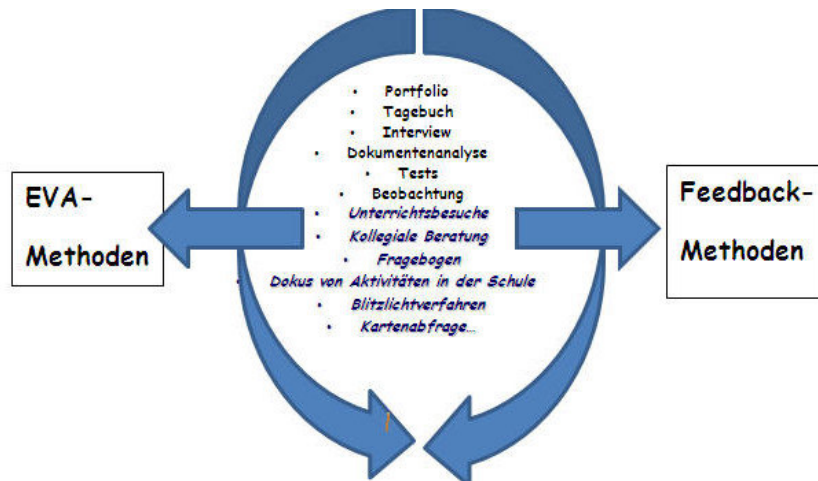 • Portfolio
• Tagebuch
• Interview
• Dokumentenanalyse
• Tests
• Beobachtung
• Unterrichtsbesuche
• Kollegiale Beratung
• Fragebogen
• Dokus von Aktivitäten in der Schule
• Blitzlichtverfahren
• Kartenabfrage...
EVA-
Methoden
Feedback-
Methoden